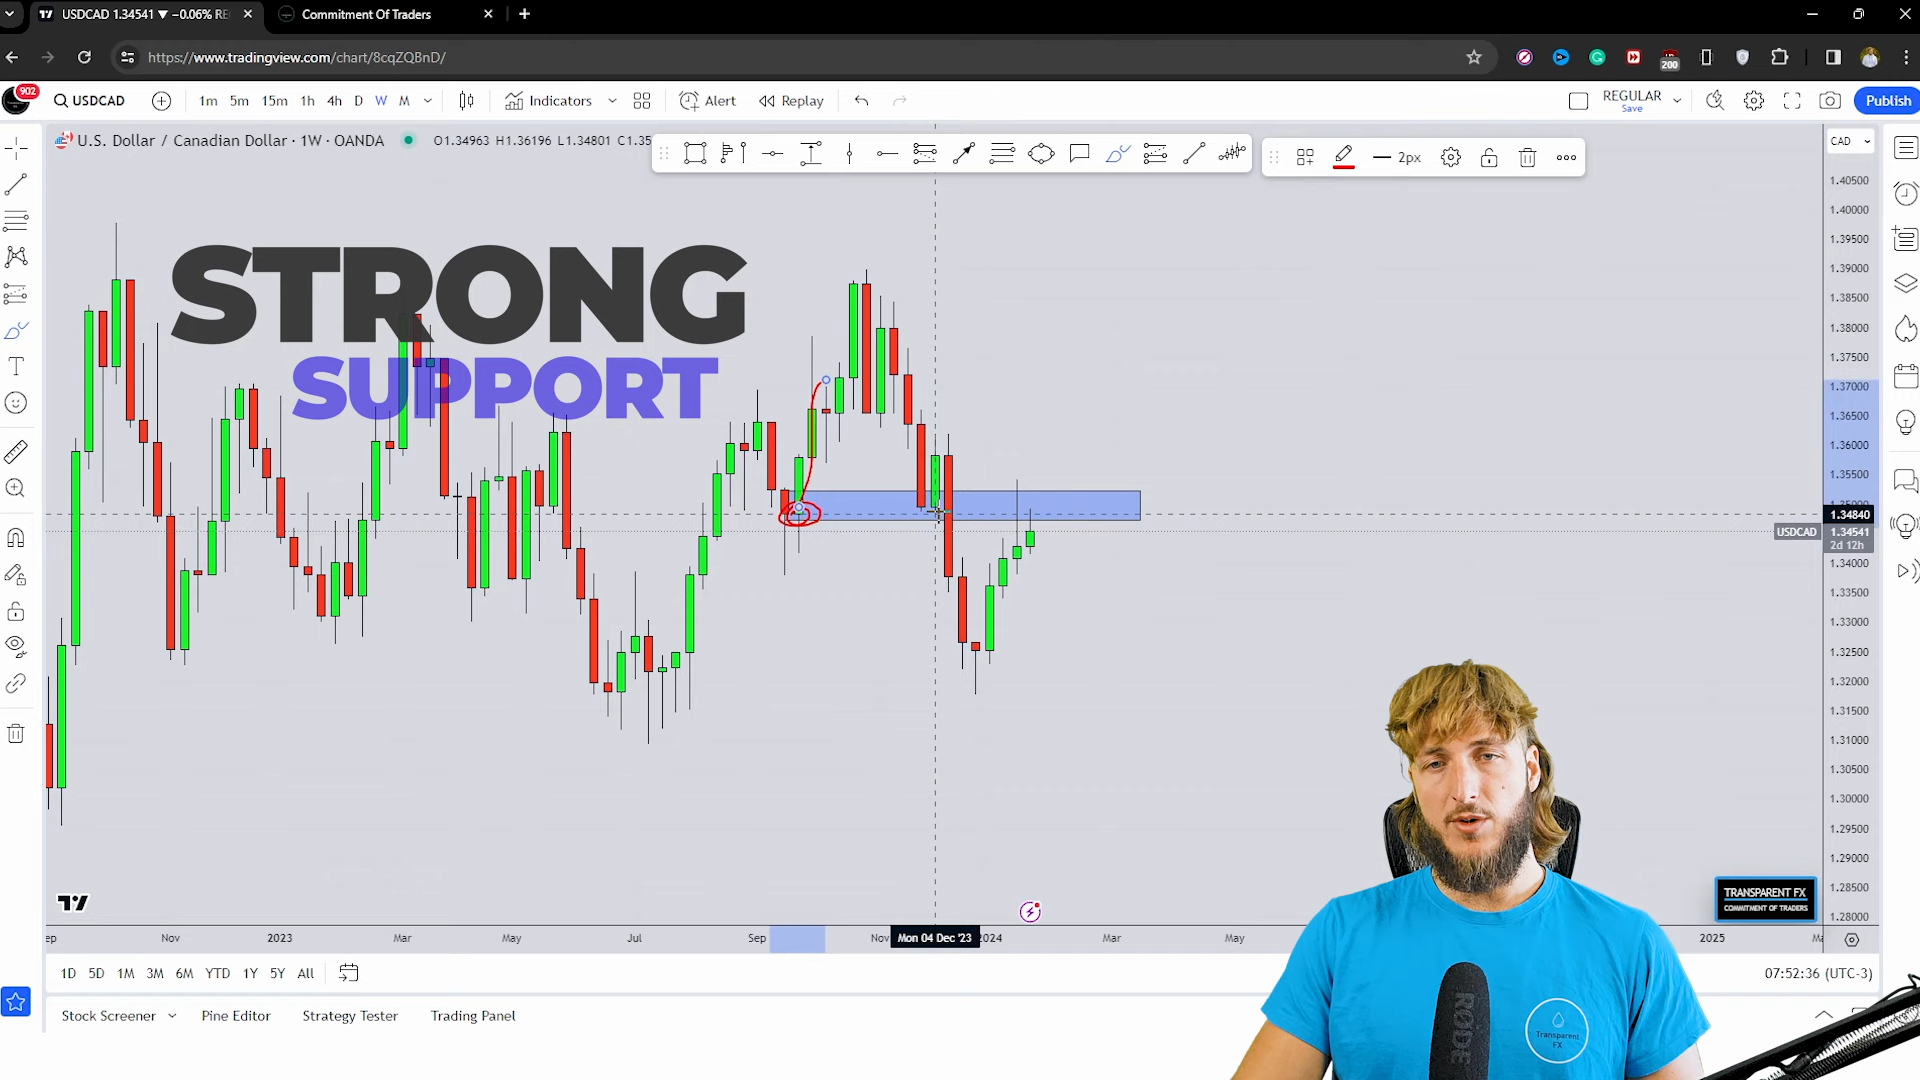 USDCAD 1.34541 ▼ −0.06% RE
Commitment Of Traders
https://www.tradingview.com/chart/8cqZQBnD/
200
902
USDCAD
1m 5m 15m 1h 4h D W M
Indicators
Alert
Replay
REGULAR
Save
Publish
U.S. Dollar / Canadian Dollar · 1W · OANDA
O1.34963 H1.36196 L1.34801 C1.35
2px
CAD
STRONG
SUPPORT
1.40500
1.40000
1.39500
1.39000
1.38500
1.38000
1.37500
1.37000
1.36500
1.36000
1.35500
1.34840
USDCAD 1.34541
2d 12h
1.34000
1.33500
1.33000
1.32500
1.32000
1.31500
1.31000
1.30500
1.30000
1.29500
1.29000
1.28500
1.28000
TRANSPARENT FX
COMMITMENT OF TRADERS
ep Nov 2023 Mar May Jul Sep Nov Mon 04 Dec '23 2024 Mar May 2025 Ma
1D 5D 1M 3M 6M YTD 1Y 5Y All
07:52:36 (UTC-3)
Stock Screener Pine Editor Strategy Tester Trading Panel
RØDE
Transparent
FX